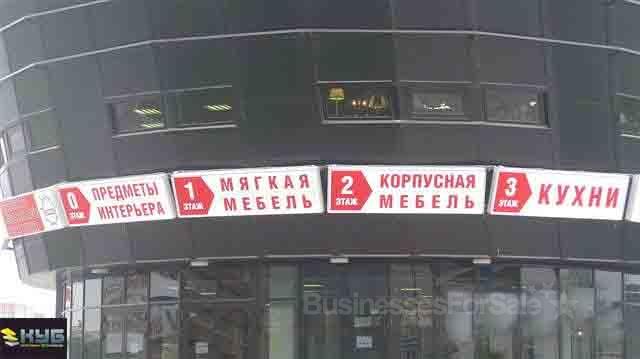 0
ЭТАЖ
ПРЕДМЕТЫ
ИНТЕРЬЕРА
1
ЭТАЖ
МЯГКАЯ
МЕБЕЛЬ
2
ЭТАЖ
КОРПУСНАЯ
МЕБЕЛЬ
3
ЭТАЖ
КУХНИ
BusinessesForSale
КУБ